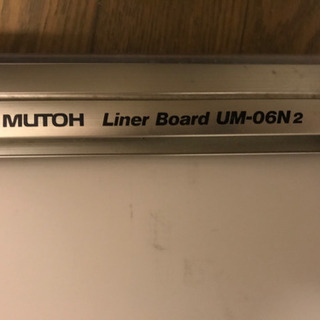 MUTOH Liner Board UM-06N2